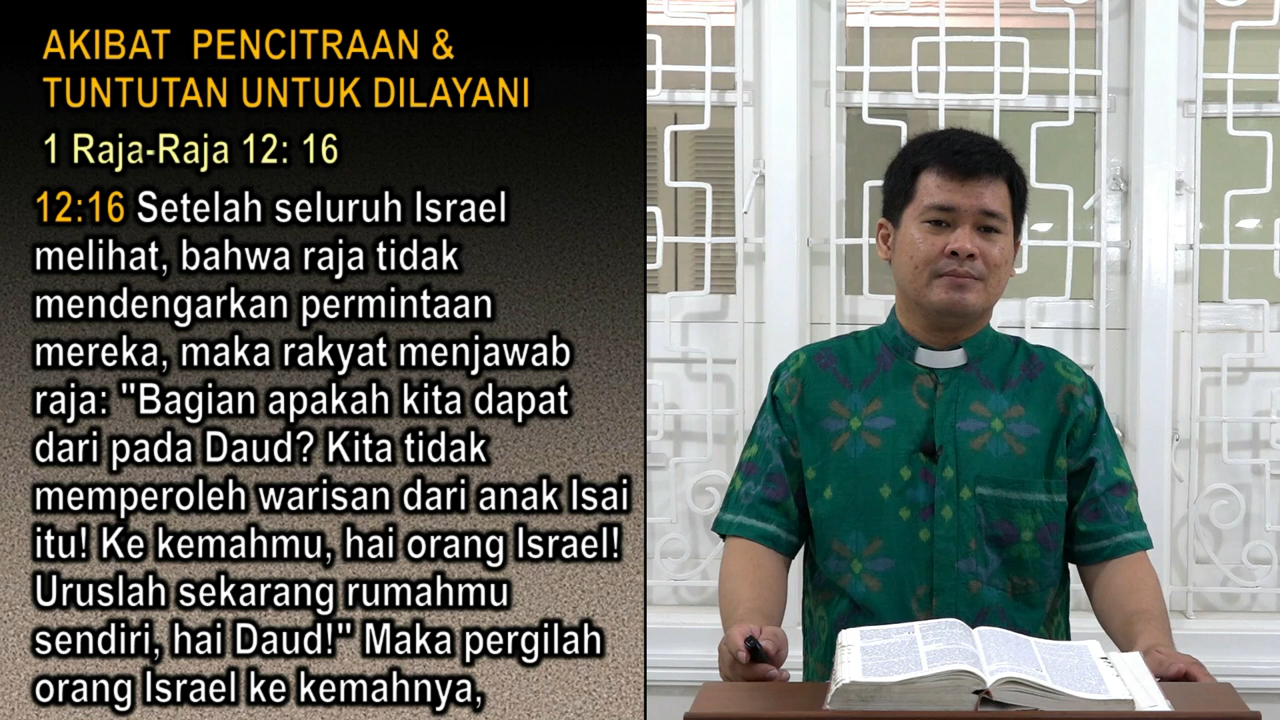 AKIBAT PENCITRAAN &
TUNTUTAN UNTUK DILAYANI
1 Raja-Raja 12: 16
12:16 Setelah seluruh Israel
melihat, bahwa raja tidak
mendengarkan permintaan
mereka, maka rakyat menjawab
raja: "Bagian apakah kita dapat
dari pada Daud? Kita tidak
memperoleh warisan dari anak Isai
itu! Ke kemahmu, hai orang Israel!
Uruslah sekarang rumahmu
sendiri, hai Daud!" Maka pergilah
orang Israel ke kemahnya,